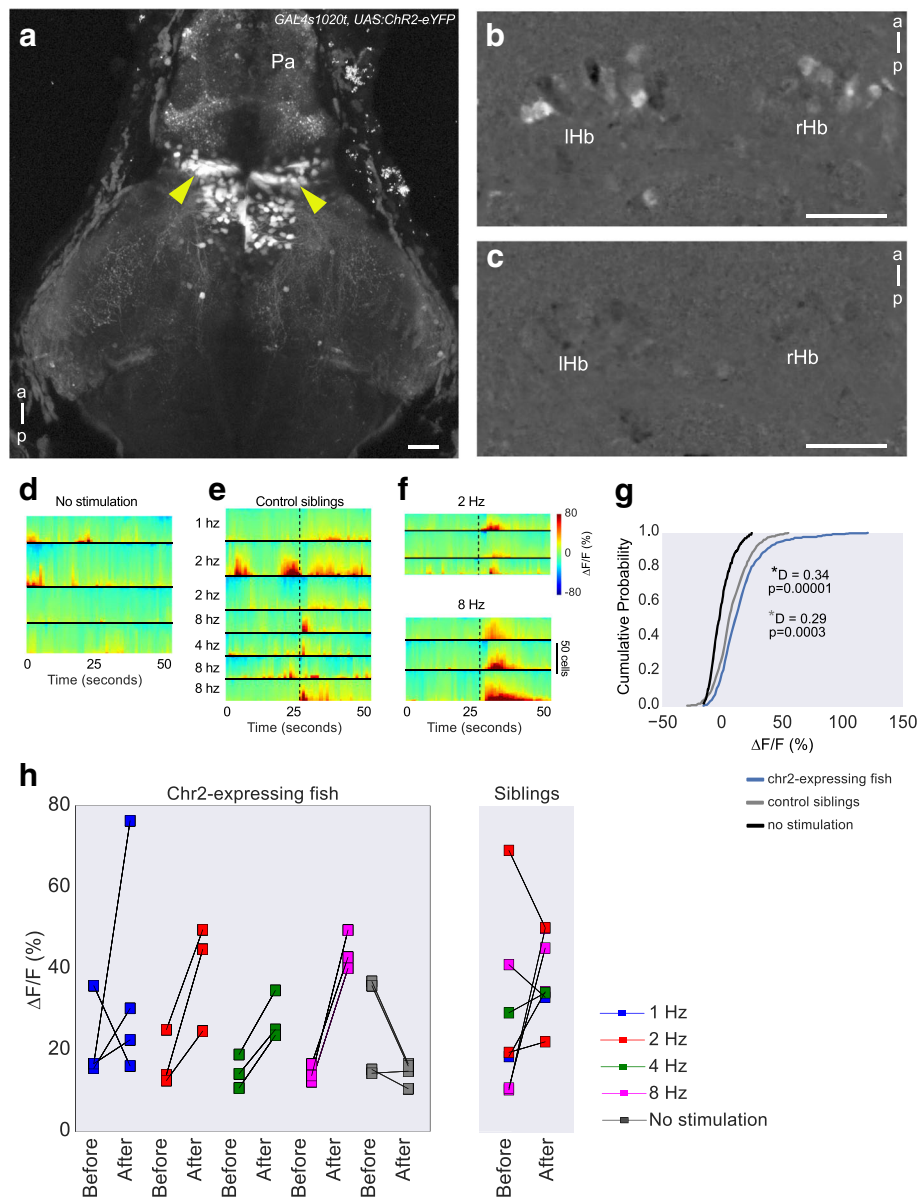 a
GAL4s1020t, UAS:ChR2-eYFP
Pa
a
p
b
a
p
lHb
rHb
c
a
p
lHb
rHb
d
No stimulation
0 25 50
Time (seconds)
e
Control siblings
1 hz
2 hz
2 hz
8 hz
4 hz
8 hz
8 hz
0 25 50
Time (seconds)
f
2 Hz
80
0
-80
ΔF/F (%)
8 Hz
50 cells
0 25 50
Time (seconds)
g
Cumulative Probability
1.0
0.8
0.6
0.4
0.2
0.0
*D = 0.34
p=0.00001
*D = 0.29
p=0.0003
−50 0 50 100 150
ΔF/F (%)
chr2-expressing fish
control siblings
no stimulation
h
Chr2-expressing fish
Siblings
ΔF/F (%)
80
60
40
20
0
Before After Before After Before After Before After Before After
Before After
1 Hz
2 Hz
4 Hz
8 Hz
No stimulation